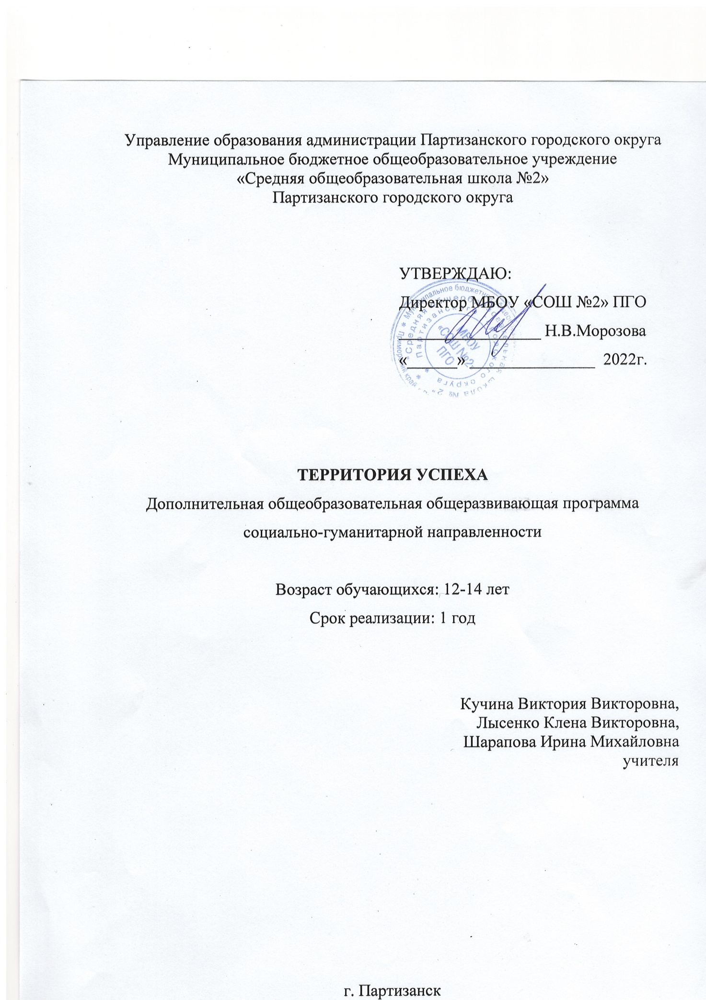 Управление образования администрации Партизанского городского округа
Муниципальное бюджетное общеобразовательное учреждение
«Средняя общеобразовательная школа №2»
Партизанского городского округа
УТВЕРЖДАЮ:
Директор МБОУ «СОШ №2» ПГО
_________________ Н.В.Морозова
«______» _______________ 2022г.
МБОУ
«СОШ №2»
ПГО
ТЕРРИТОРИЯ УСПЕХА
Дополнительная общеобразовательная общеразвивающая программа
социально-гуманитарной направленности
Возраст обучающихся: 12-14 лет
Срок реализации: 1 год
Кучина Виктория Викторовна,
Лысенко Клена Викторовна,
Шарапова Ирина Михайловна
учителя
г. Партизанск